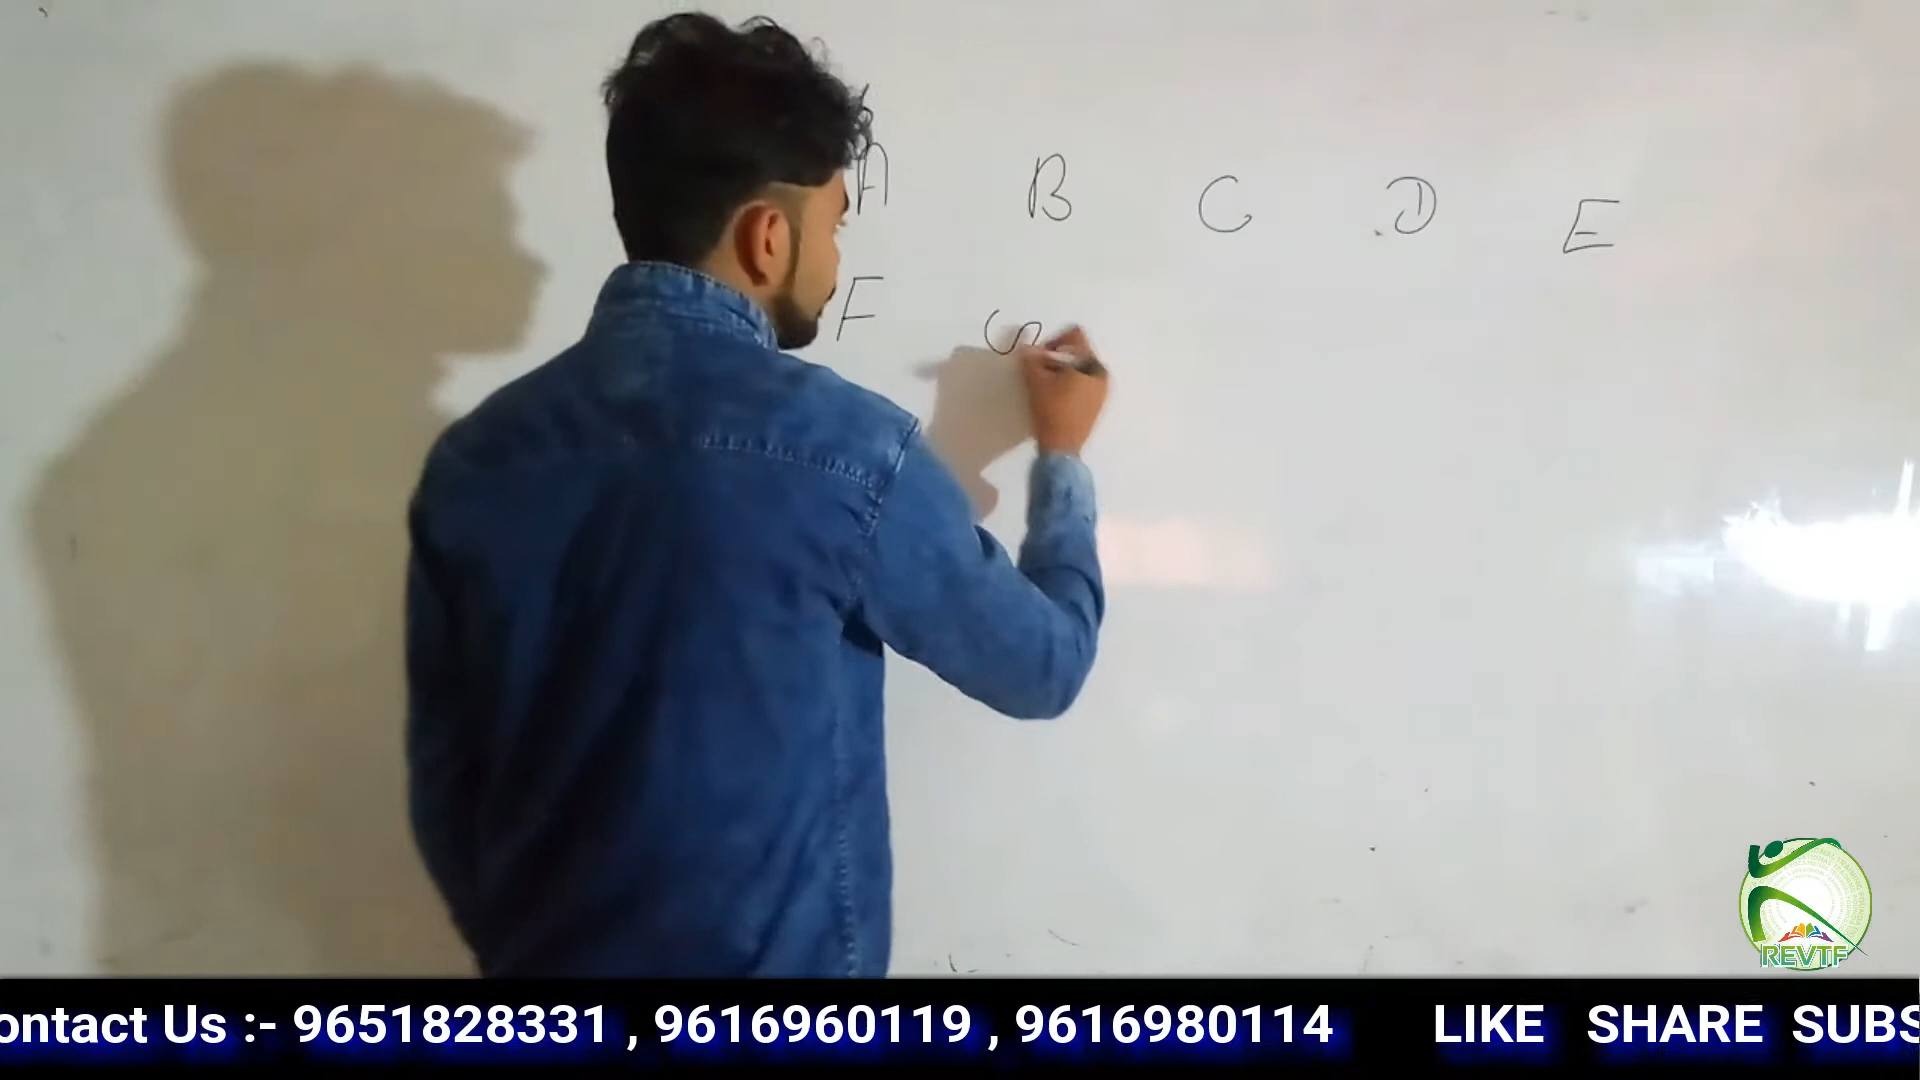 A B C D E
F G
REVTF
ontact Us :- 9651828331 , 9616960119 , 9616980114 LIKE SHARE SUBS